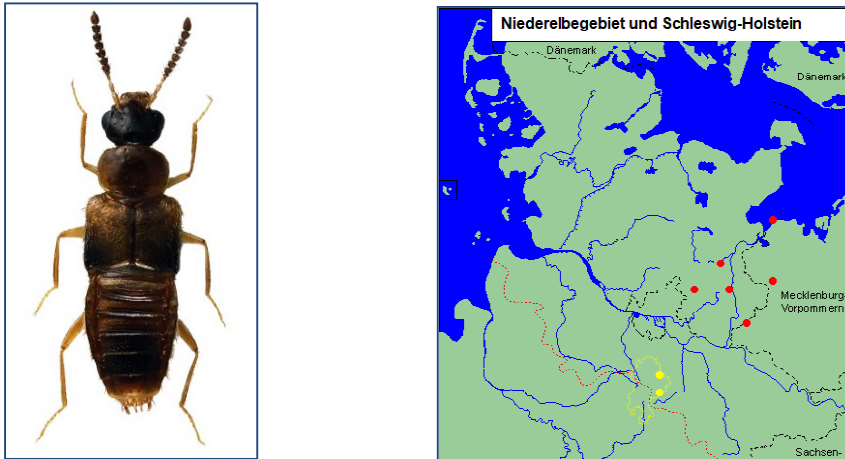 Niederelbegebiet und Schleswig-Holstein
Dänemark
Dänemark
Mecklenburg-
Vorpommern
Sachsen-